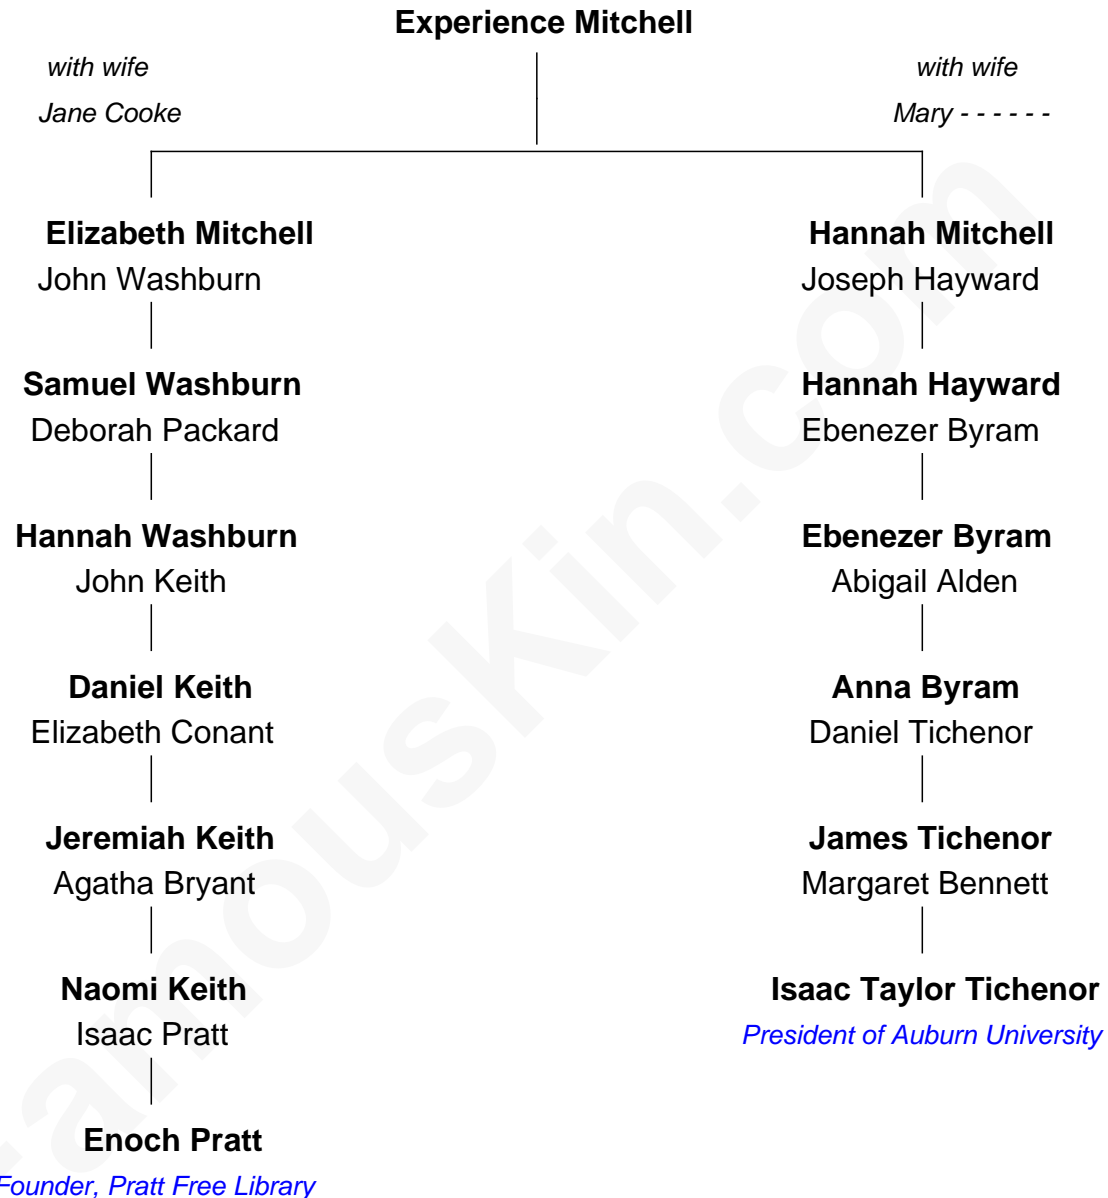 Experience Mitchell
with wife
Jane Cooke
with wife
Mary - - - - - -
Elizabeth Mitchell
John Washburn
Hannah Mitchell
Joseph Hayward
Samuel Washburn
Deborah Packard
Hannah Hayward
Ebenezer Byram
Hannah Washburn
John Keith
Ebenezer Byram
Abigail Alden
Daniel Keith
Elizabeth Conant
Anna Byram
Daniel Tichenor
Jeremiah Keith
Agatha Bryant
James Tichenor
Margaret Bennett
Naomi Keith
Isaac Pratt
Isaac Taylor Tichenor
President of Auburn University
Enoch Pratt
Founder, Pratt Free Library
FamousKin.com